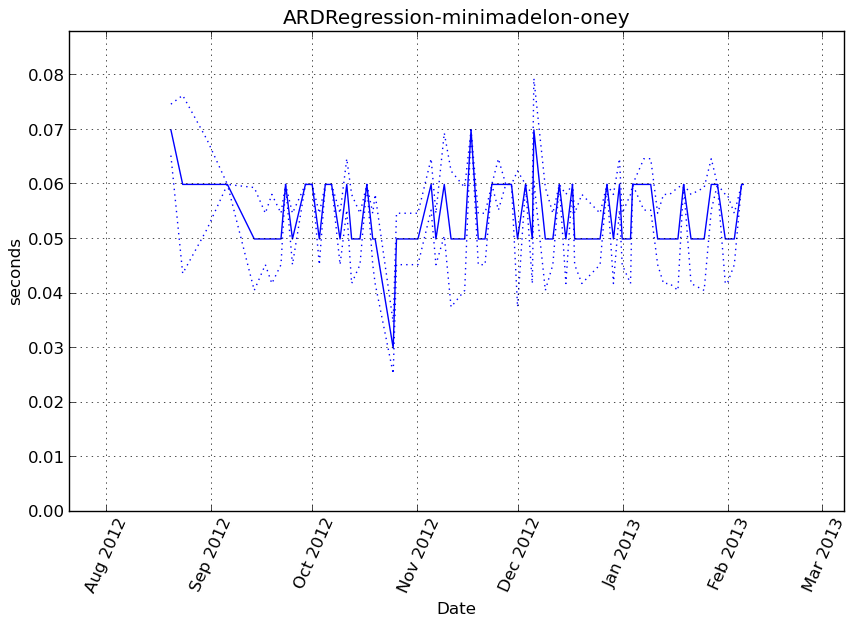 ARDRegression-minimadelon-oney
0.08
0.07
0.06
0.05
0.04
0.03
0.02
0.01
0.00
seconds
Aug 2012
Sep 2012
Oct 2012
Nov 2012
Dec 2012
Jan 2013
Feb 2013
Mar 2013
Date